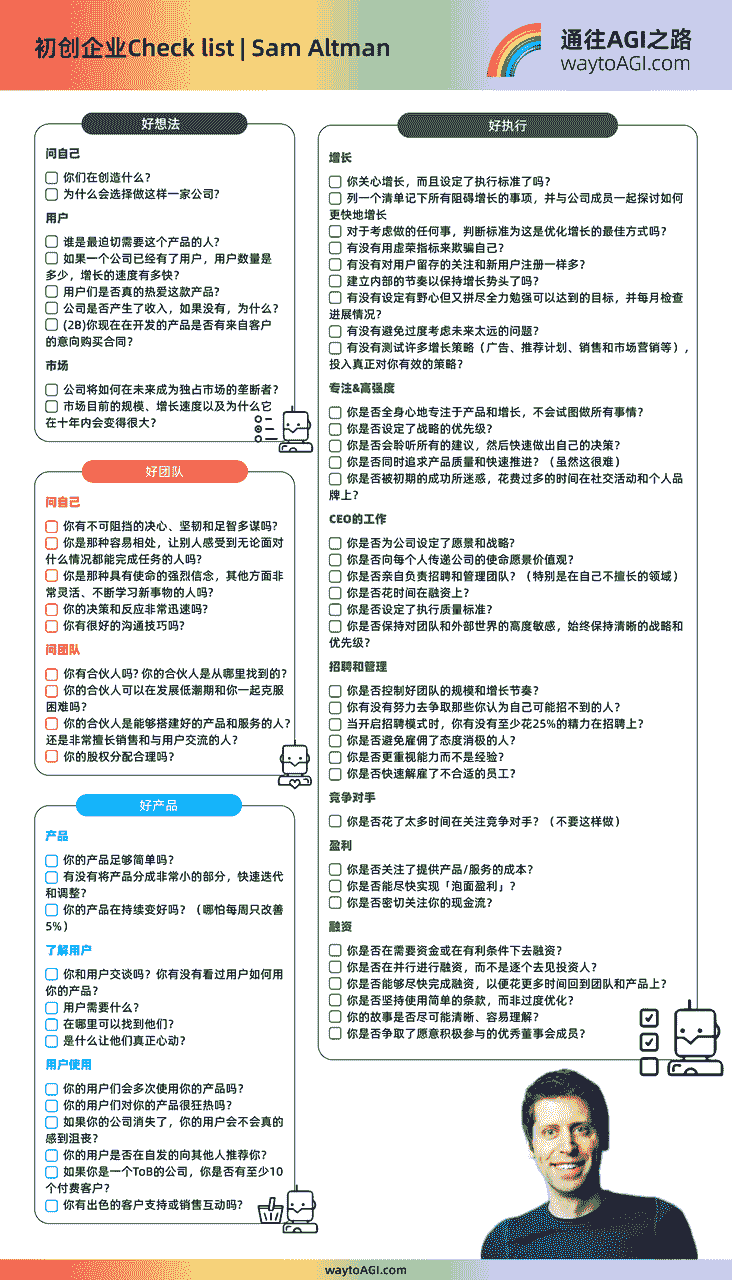 初创企业Check list | Sam Altman
通往AGI之路
waytoAGI.com
好想法
问自己
你们在创造什么?
为什么会选择做这样一家公司?
用户
谁是最迫切需要这个产品的人?
如果一个公司已经有了用户，用户数量是
多少，增长的速度有多快?
用户们是否真的热爱这款产品?
公司是否产生了收入，如果没有，为什么?
(2B)你现在在开发的产品是否有来自客户
的意向购买合同?
市场
公司将如何在未来成为独占市场的垄断者?
市场目前的规模、增长速度以及为什么它
在十年内会变得很大?
好团队
问自己
你有不可阻挡的决心、坚韧和足智多谋吗?
你是那种容易相处，让别人感受到无论面对
什么情况都能完成任务的人吗?
你是那种具有使命的强烈信念，其他方面非
常灵活、不断学习新事物的人吗?
你的决策和反应非常迅速吗?
你有很好的沟通技巧吗?
问团队
你有合伙人吗? 你的合伙人是从哪里找到的?
你的合伙人可以在发展低潮期和你一起克服
困难吗?
你的合伙人是能够搭建好的产品和服务的人?
还是非常擅长销售和与用户交流的人?
你的股权分配合理吗?
好产品
产品
你的产品足够简单吗?
有没有将产品分成非常小的部分，快速迭代
和调整?
你的产品在持续变好吗? （哪怕每周只改善
5%）
了解用户
你和用户交谈吗? 你有没有看过用户如何用
你的产品?
用户需要什么?
在哪里可以找到他们?
是什么让他们真正心动?
用户使用
你的用户们会多次使用你的产品吗?
你的用户们对你的产品很狂热吗?
如果你的公司消失了，你的用户会不会真的
感到沮丧?
你的用户是否在自发的向其他人推荐你?
如果你是一个ToB的公司，你是否有至少10
个付费客户?
你有出色的客户支持或销售互动吗?
好执行
增长
你关心增长，而且设定了执行标准了吗?
列一个清单记下所有阻碍增长的事项，并与公司成员一起探讨如何
更快地增长
对于考虑做的任何事，判断标准为这是优化增长的最佳方式吗?
有没有用虚荣指标来欺骗自己?
有没有对用户留存的关注和新用户注册一样多?
建立内部的节奏以保持增长势头了吗?
有没有设定有野心但又拼尽全力勉强可以达到的目标，并每月检查
进展情况?
有没有避免过度考虑未来太远的问题?
有没有测试许多增长策略（广告、推荐计划、销售和市场营销等），
投入真正对你有效的策略?
专注&高强度
你是否全身心地专注于产品和增长，不会试图做所有事情?
你是否设定了战略的优先级?
你是否会聆听所有的建议，然后快速做出自己的决策?
你是否同时追求产品质量和快速推进? （虽然这很难）
你是否被初期的成功所迷惑，花费过多的时间在社交活动和个人品
牌上?
CEO的工作
你是否为公司设定了愿景和战略?
你是否向每个人传递公司的使命愿景价值观?
你是否亲自负责招聘和管理团队? （特别是在自己不擅长的领域）
你是否花时间在融资上?
你是否设定了执行质量标准?
你是否保持对团队和外部世界的高度敏感，始终保持清晰的战略和
优先级?
招聘和管理
你是否控制好团队的规模和增长节奏?
你有没有努力去争取那些你认为自己可能招不到的人?
当开启招聘模式时，你有没有至少花25%的精力在招聘上?
你是否避免雇佣了态度消极的人?
你是否更重视能力而不是经验?
你是否快速解雇了不合适的员工?
竞争对手
你是否花了太多时间在关注竞争对手? （不要这样做）
盈利
你是否关注了提供产品/服务的成本?
你是否能尽快实现「泡面盈利」?
你是否密切关注你的现金流?
融资
你是否在需要资金或在有利条件下去融资?
你是否在并行进行融资，而不是逐个去见投资人?
你是否能够尽快完成融资，以便花更多时间回到团队和产品上?
你是否坚持使用简单的条款，而非过度优化?
你的故事是否尽可能清晰、容易理解?
你是否争取了愿意积极参与的优秀董事会成员?
waytoAGI.com